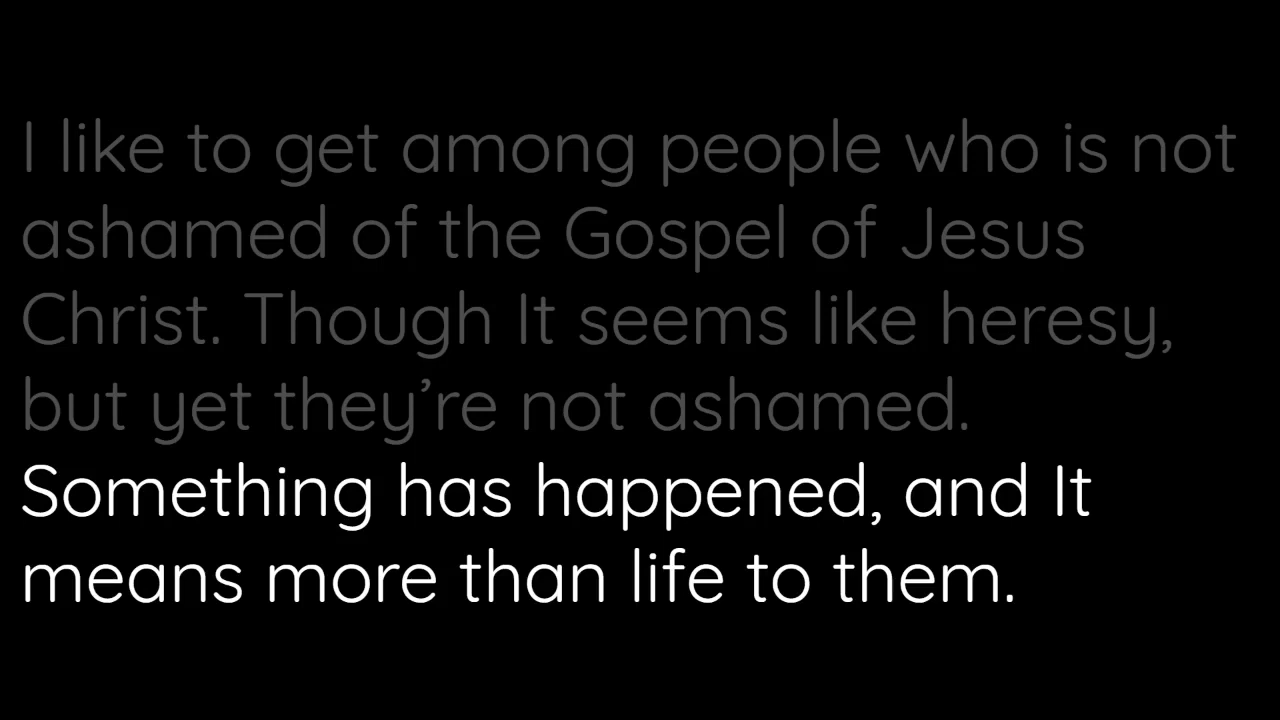 I like to get among people who is not
ashamed of the Gospel of Jesus
Christ. Though It seems like heresy,
but yet they’re not ashamed.
Something has happened, and It
means more than life to them.